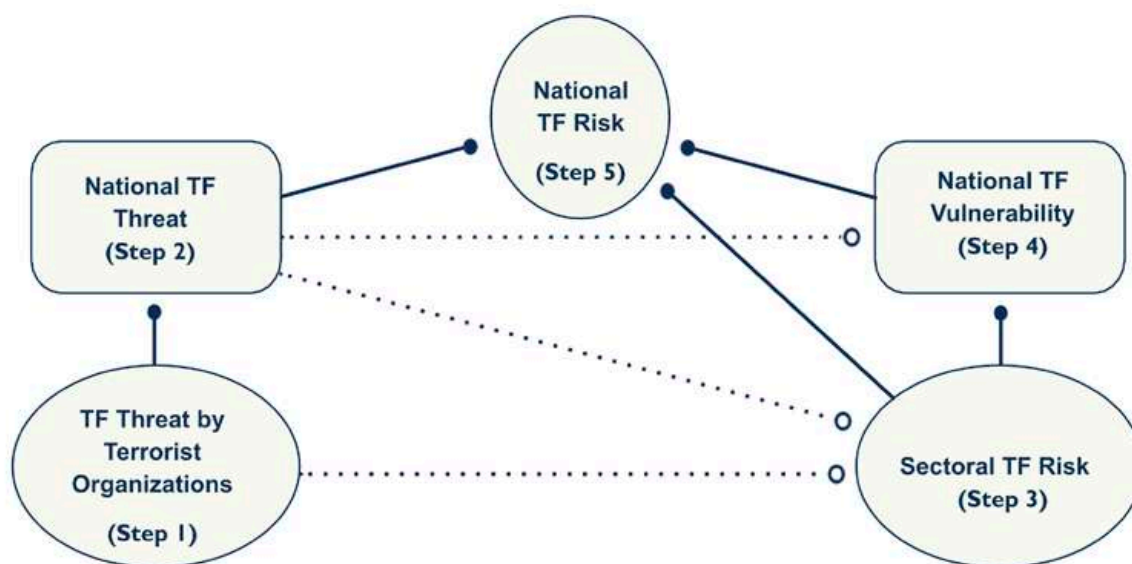 National
TF Risk
(Step 5)
National TF
Threat
(Step 2)
National TF
Vulnerability
(Step 4)
TF Threat by
Terrorist
Organizations
(Step 1)
Sectoral TF Risk
(Step 3)